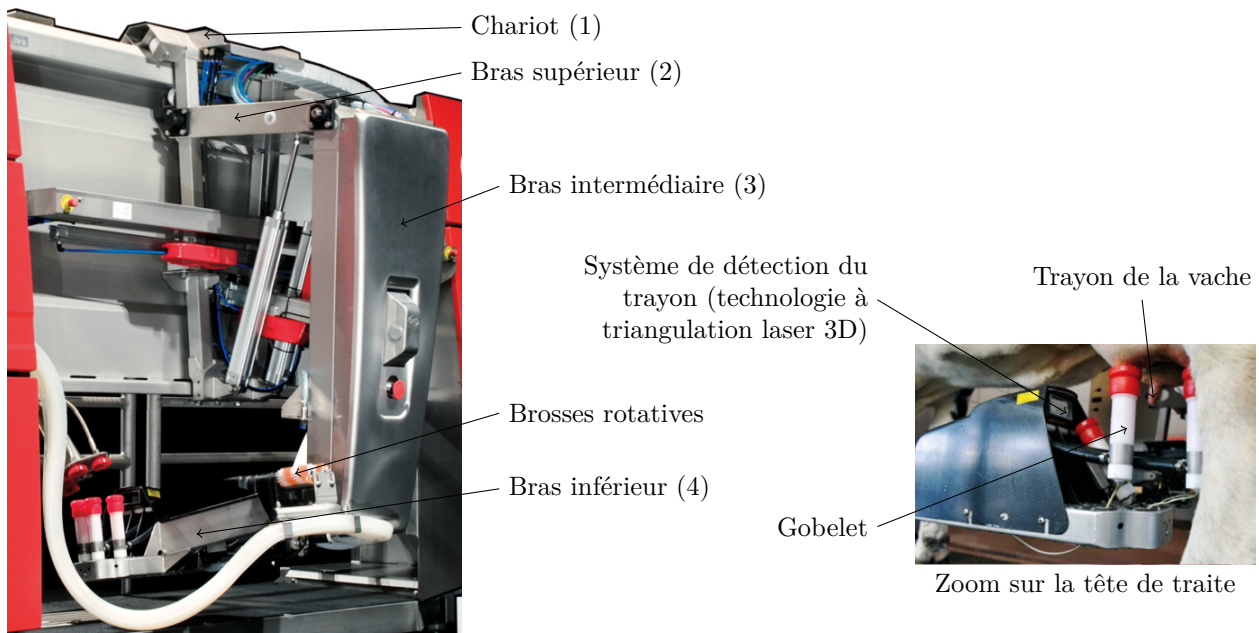 Chariot (1)
Bras supérieur (2)
Bras intermédiaire (3)
Brosses rotatives
Bras inférieur (4)
Système de détection du
trayon (technologie à
triangulation laser 3D)
Trayon de la vache
Gobelet
Zoom sur la tête de traite